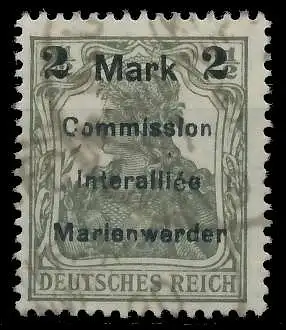 2 Mark 2
Commission
Interalliée
Marienwerder
DEUTSCHES REICH